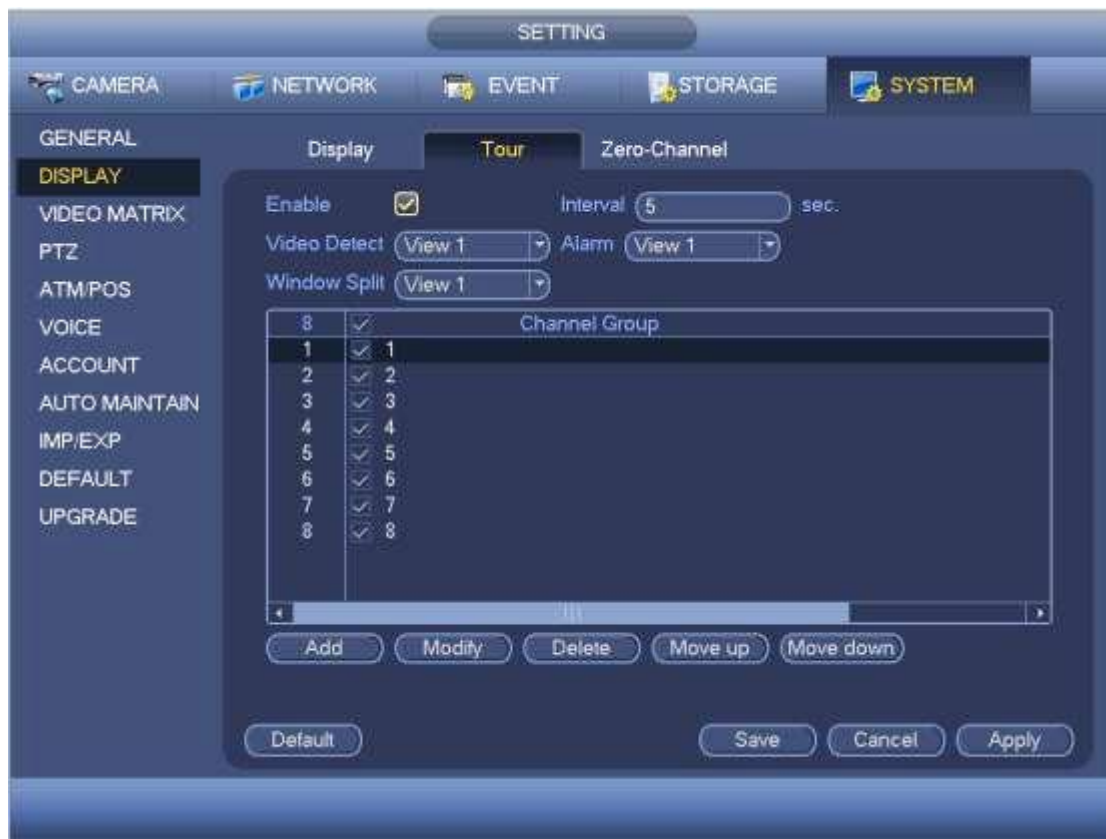 SETTING
CAMERA NETWORK EVENT STORAGE SYSTEM
GENERAL
DISPLAY
VIDEO MATRIX
PTZ
ATM/POS
VOICE
ACCOUNT
AUTO MAINTAIN
IMP/EXP
DEFAULT
UPGRADE
Display Tour Zero-Channel
Enable Interval 5 sec.
Video Detect View 1 Alarm View 1
Window Split View 1
8 Channel Group
1 1
2 2
3 3
4 4
5 5
6 6
7 7
8 8
Add Modify Delete Move up Move down
Default Save Cancel Apply